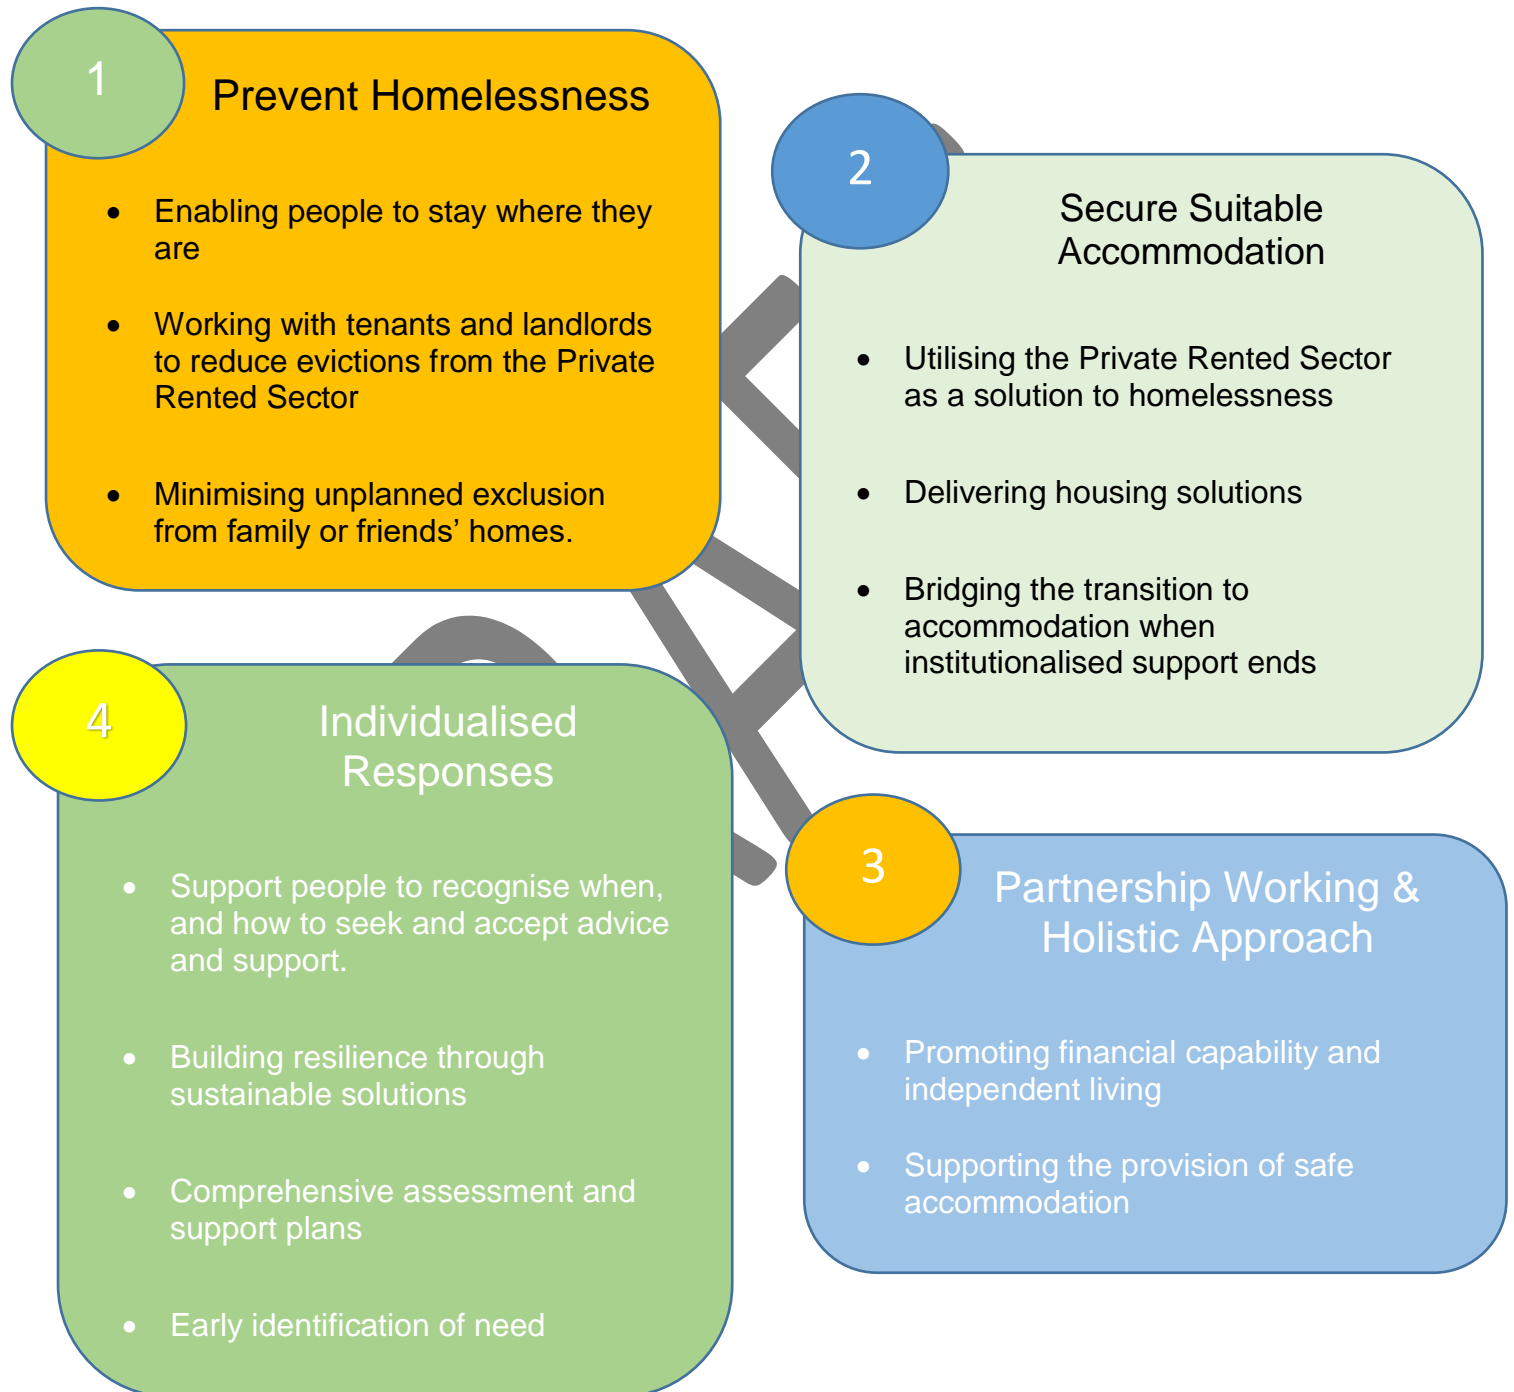 1
Prevent Homelessness
• Enabling people to stay where they
are
• Working with tenants and landlords
to reduce evictions from the Private
Rented Sector
• Minimising unplanned exclusion
from family or friends’ homes.
2
Secure Suitable
Accommodation
• Utilising the Private Rented Sector
as a solution to homelessness
• Delivering housing solutions
• Bridging the transition to
accommodation when
institutionalised support ends
3
Partnership Working &
Holistic Approach
• Promoting financial capability and
independent living
• Supporting the provision of safe
accommodation
4
Individualised
Responses
• Support people to recognise when,
and how to seek and accept advice
and support.
• Building resilience through
sustainable solutions
• Comprehensive assessment and
support plans
• Early identification of need